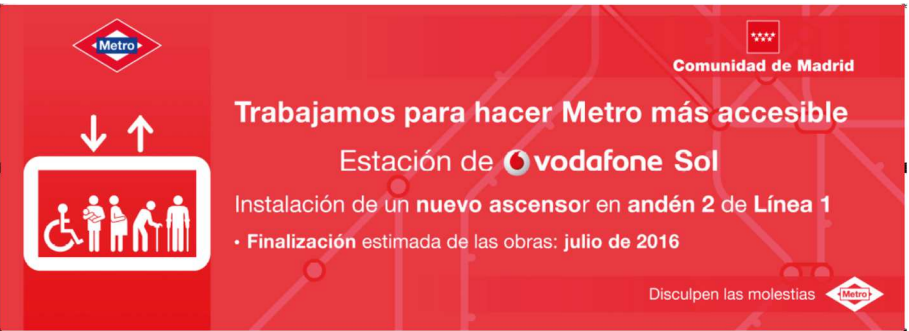 Metro
Comunidad de Madrid
Trabajamos para hacer Metro más accesible
Estación de vodafone Sol
Instalación de un nuevo ascensor en andén 2 de Línea 1
• Finalización estimada de las obras: julio de 2016
Disculpen las molestias Metro